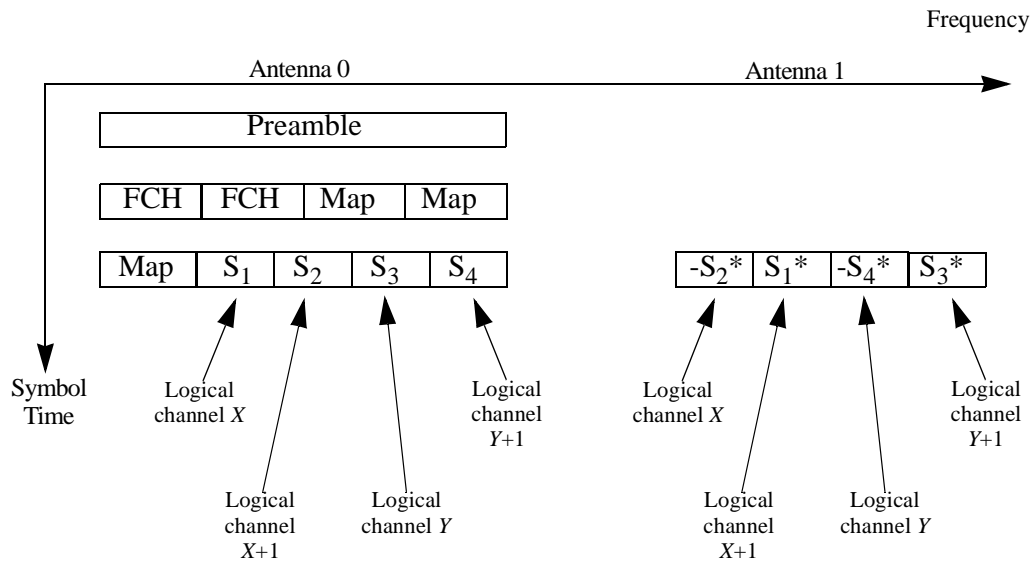 Frequency
Antenna 0 Antenna 1
Preamble
FCH FCH Map Map
Map S1 S2 S3 S4 -S2* S1* -S4* S3*
Symbol
Time
Logical
channel X
Logical
channel
Y+1
Logical
channel X
Logical
channel
Y+1
Logical
channel
X+1
Logical
channel Y
Logical
channel
X+1
Logical
channel Y